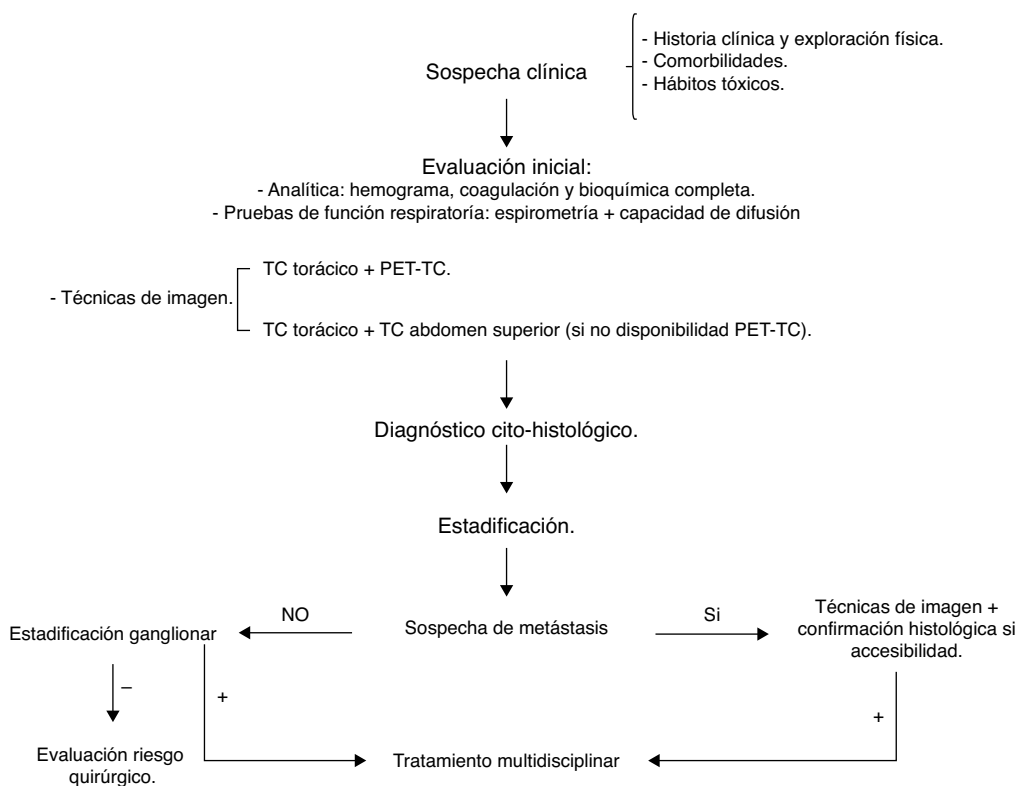 Sospecha clínica
- Historia clínica y exploración física.
- Comorbilidades.
- Hábitos tóxicos.
Evaluación inicial:
- Analítica: hemograma, coagulación y bioquímica completa.
- Pruebas de función respiratoría: espirometría + capacidad de difusión
- Técnicas de imagen.
TC torácico + PET-TC.
TC torácico + TC abdomen superior (si no disponibilidad PET-TC).
Diagnóstico cito-histológico.
Estadificación.
Sospecha de metástasis
NO
Si
Estadificación ganglionar
Técnicas de imagen +
confirmación histológica si
accesibilidad.
–
+
+
Evaluación riesgo
quirúrgico.
Tratamiento multidisciplinar